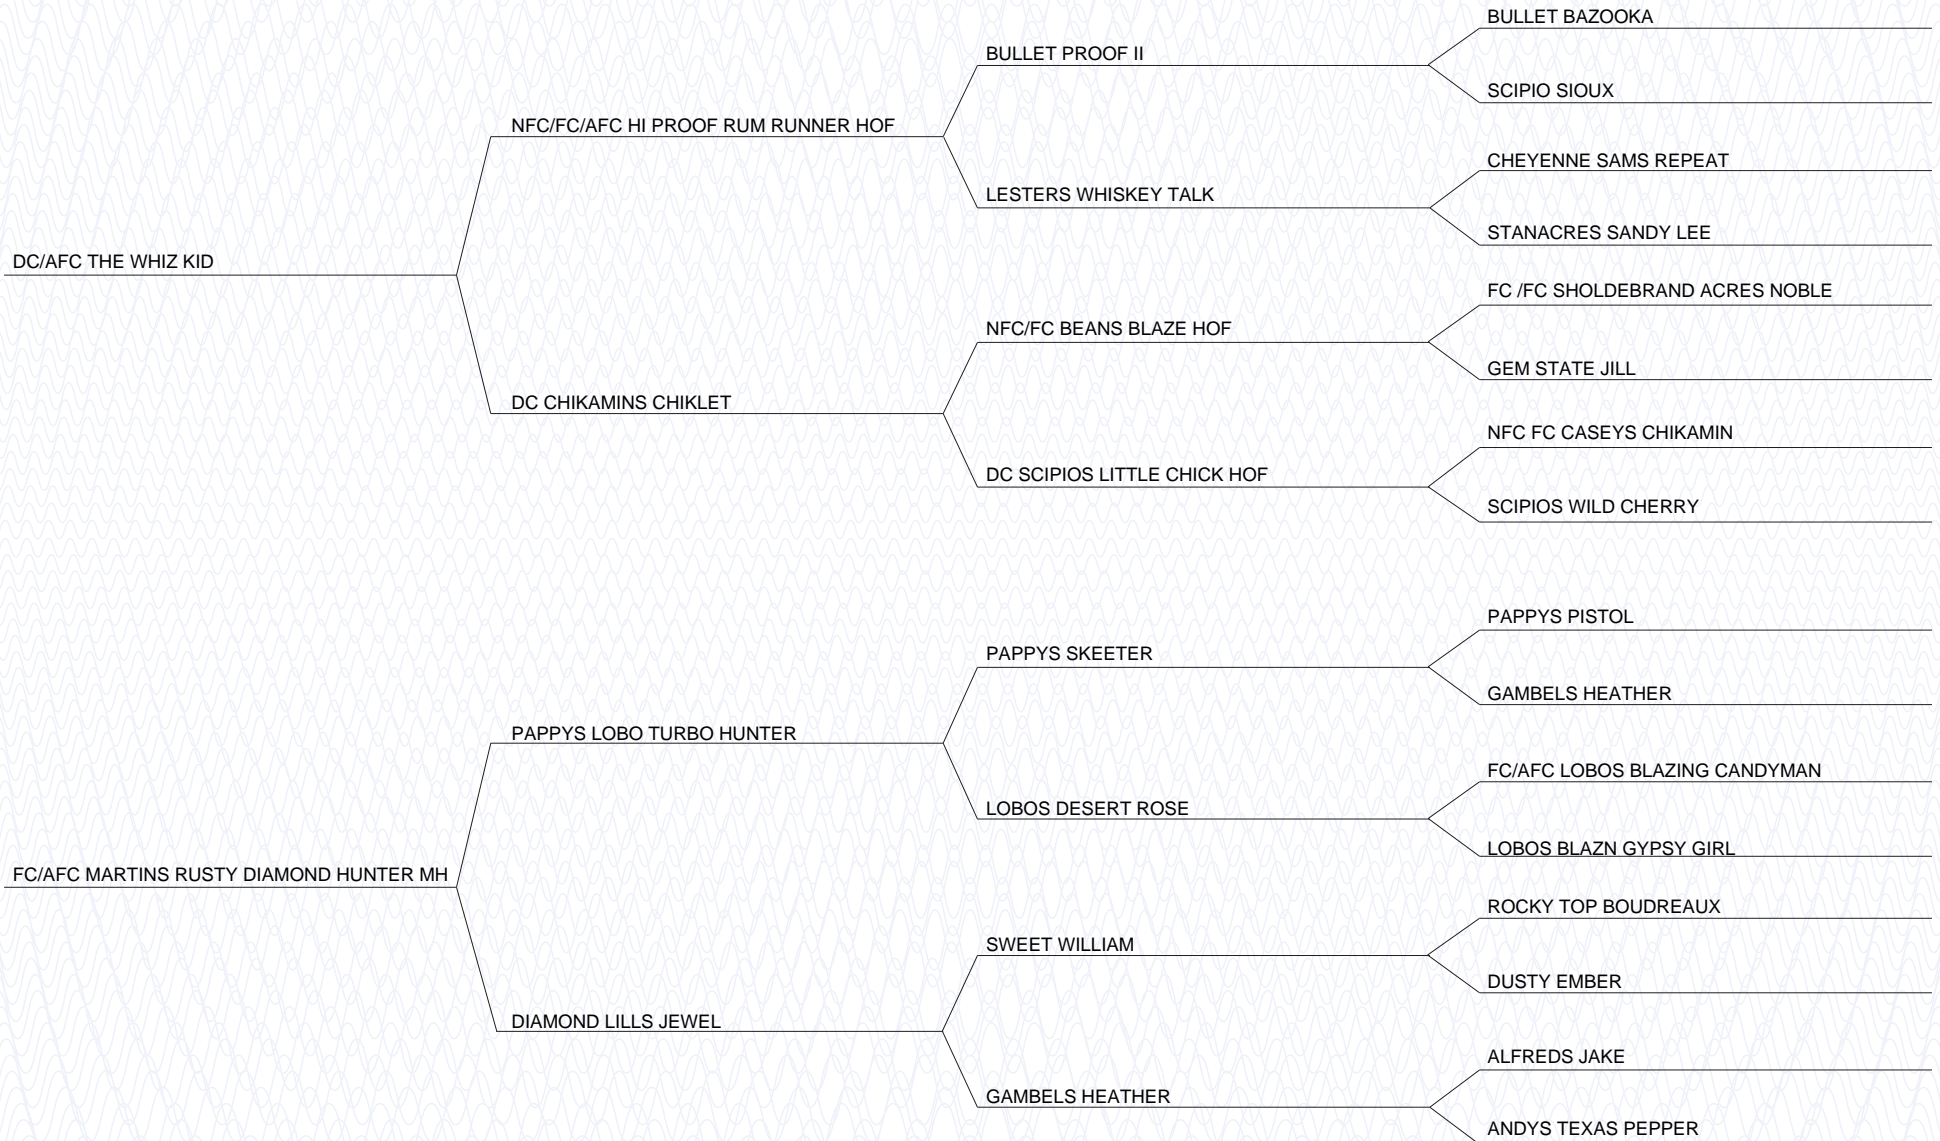 BULLET BAZOOKA
BULLET PROOF II
SCIPIO SIOUX
NFC/FC/AFC HI PROOF RUM RUNNER HOF
CHEYENNE SAMS REPEAT
LESTERS WHISKEY TALK
STANACRES SANDY LEE
DC/AFC THE WHIZ KID
FC /FC SHOLDEBRAND ACRES NOBLE
NFC/FC BEANS BLAZE HOF
GEM STATE JILL
DC CHIKAMINS CHIKLET
NFC FC CASEYS CHIKAMIN
DC SCIPIOS LITTLE CHICK HOF
SCIPIOS WILD CHERRY
PAPPYS PISTOL
PAPPYS SKEETER
GAMBELS HEATHER
PAPPYS LOBO TURBO HUNTER
FC/AFC LOBOS BLAZING CANDYMAN
LOBOS DESERT ROSE
LOBOS BLAZN GYPSY GIRL
FC/AFC MARTINS RUSTY DIAMOND HUNTER MH
ROCKY TOP BOUDREAUX
SWEET WILLIAM
DUSTY EMBER
DIAMOND LILLS JEWEL
ALFREDS JAKE
GAMBELS HEATHER
ANDYS TEXAS PEPPER